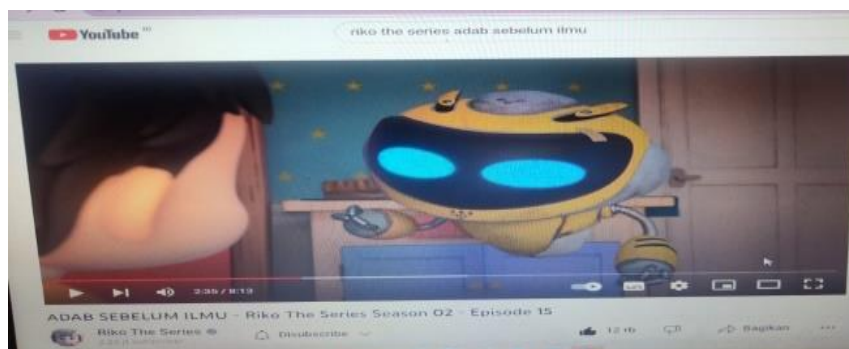 YouTube ID
riko the series adab sebelum ilmu
2:35 / 8:13
ADAB SEBELUM ILMU - Riko The Series Season 02 - Episode 15
Riko The Series
Disubscribe
12 rb
Bagikan